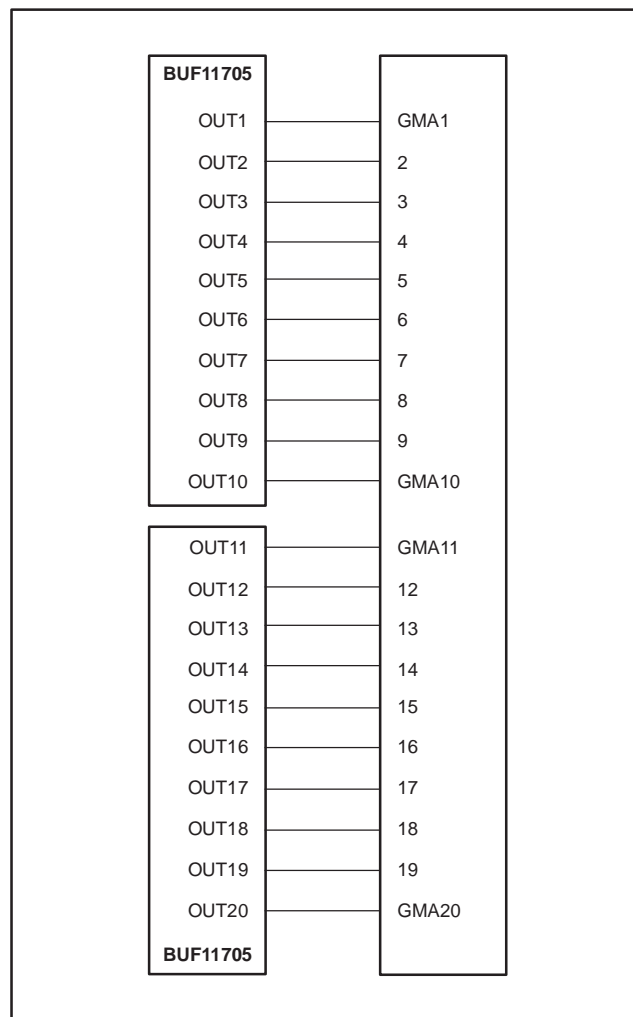 BUF11705
OUT1 GMA1
OUT2 2
OUT3 3
OUT4 4
OUT5 5
OUT6 6
OUT7 7
OUT8 8
OUT9 9
OUT10 GMA10
OUT11 GMA11
OUT12 12
OUT13 13
OUT14 14
OUT15 15
OUT16 16
OUT17 17
OUT18 18
OUT19 19
OUT20 GMA20
BUF11705